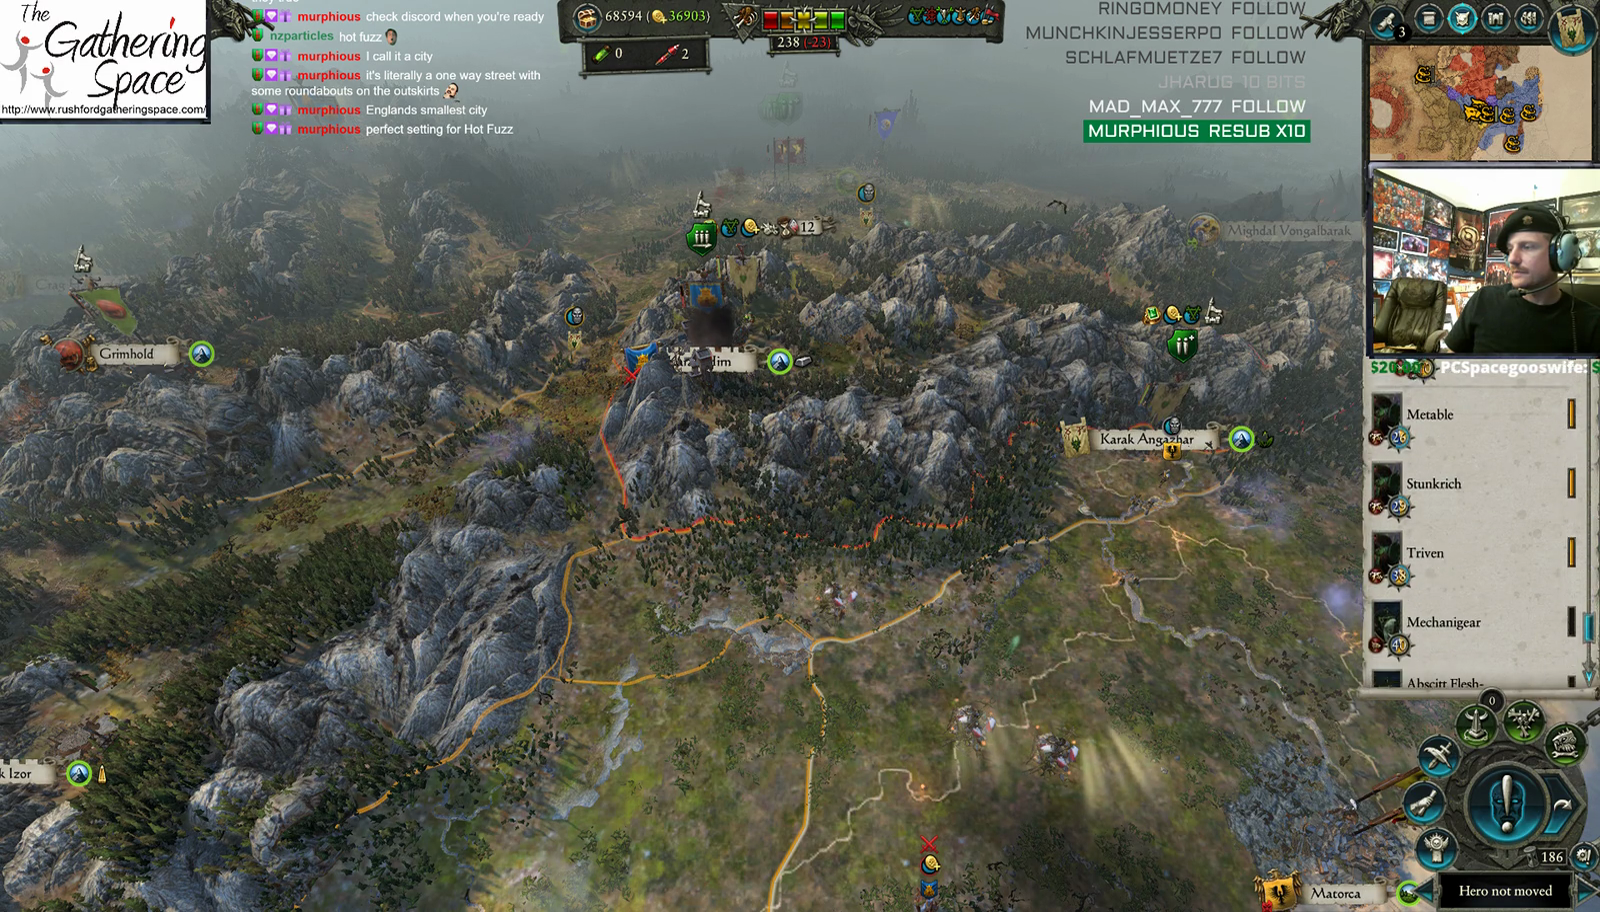 The
Gathering
Space
http://www.rushfordgatheringspace.com/
murphious check discord when you're ready
nzparticles hot fuzz
murphious I call it a city
murphious it's literally a one way street with
some roundabouts on the outskirts
murphious Englands smallest city
murphious perfect setting for Hot Fuzz
68594 (36903)
0
2
238 (-23)
RINGOMONEY FOLLOW
MUNCHKINJESSERPO FOLLOW
SCHLAFMUETZE7 FOLLOW
JHARUG 10 BITS
MAD_MAX_777 FOLLOW
MURPHIOUS RESUB X10
3
12
Mighdal Vongalbarak
Grimhold
Karak Angazhar
k Izor
Matorca
PCSpacegooswife:
Metable
26
Stunkrich
29
Triven
38
Mechanigear
40
Abscitt Flesh-
0
186
Hero not moved